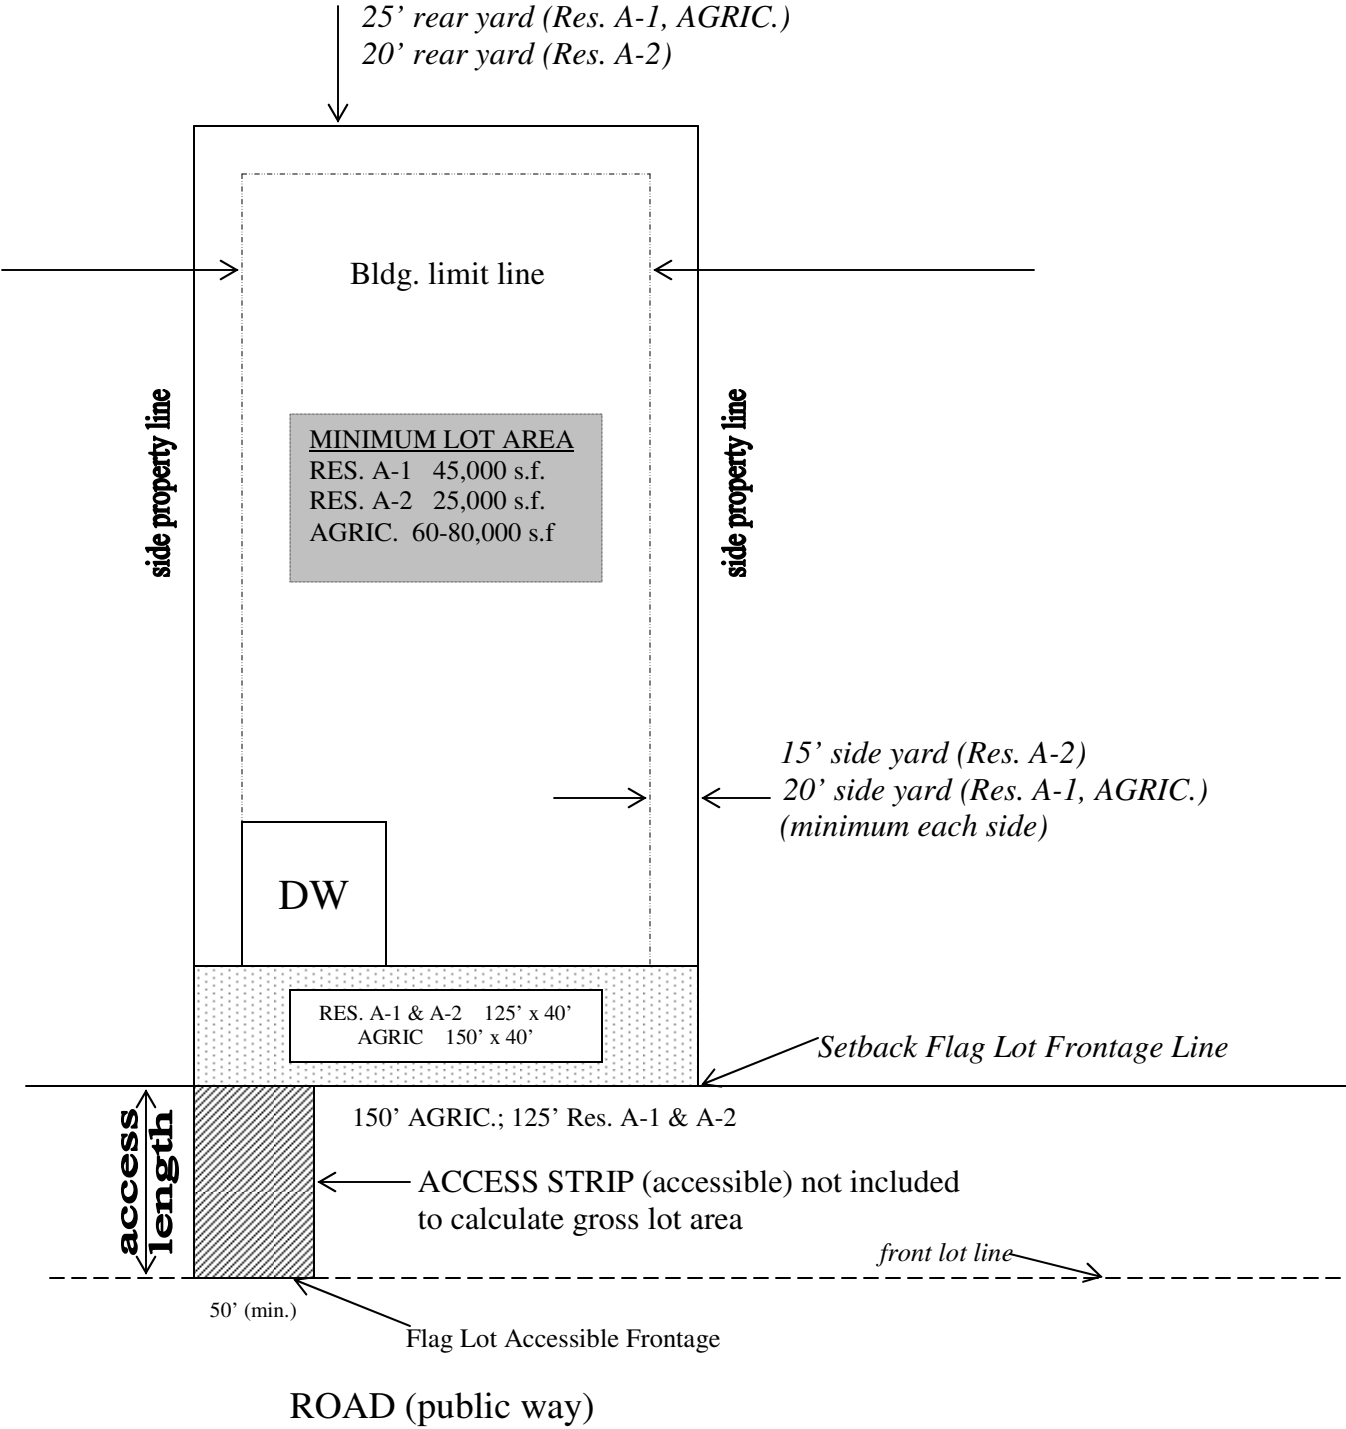 25’ rear yard (Res. A-1, AGRIC.)
20’ rear yard (Res. A-2)
Bldg. limit line
side property line
side property line
MINIMUM LOT AREA
RES. A-1 45,000 s.f.
RES. A-2 25,000 s.f.
AGRIC. 60-80,000 s.f
15’ side yard (Res. A-2)
20’ side yard (Res. A-1, AGRIC.)
(minimum each side)
DW
RES. A-1 & A-2 125’ x 40’
AGRIC 150’ x 40’
Setback Flag Lot Frontage Line
150’ AGRIC.; 125’ Res. A-1 & A-2
access
length
ACCESS STRIP (accessible) not included
to calculate gross lot area
front lot line
50’ (min.)
Flag Lot Accessible Frontage
ROAD (public way)